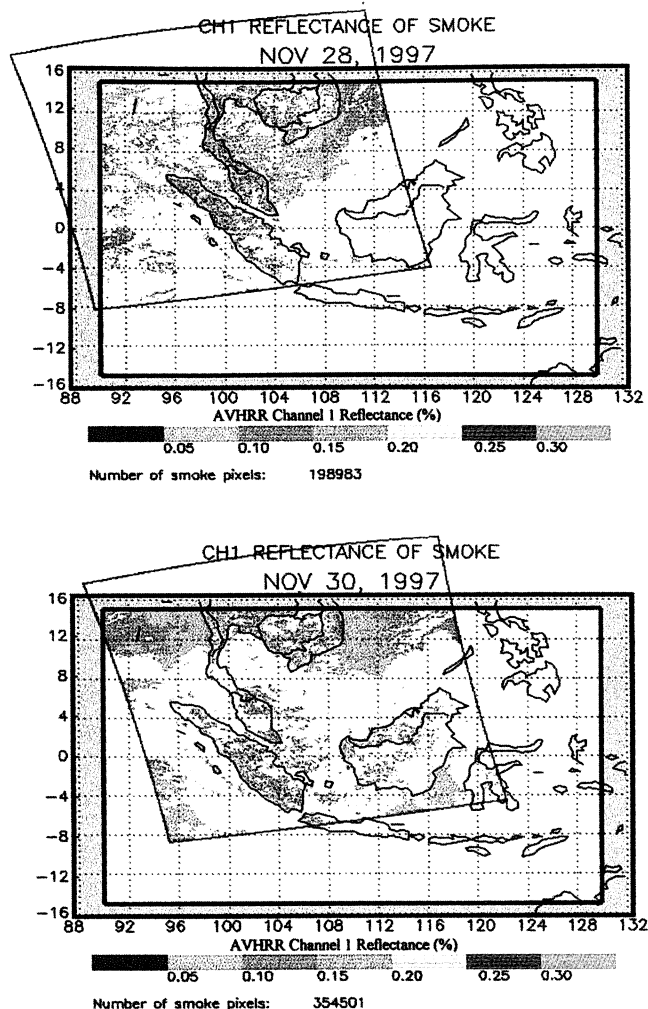 CH1 REFLECTANCE OF SMOKE
NOV 28, 1997
16
12
8
4
0
−4
−8
−12
−16
88 92 96 100 104 108 112 116 120 124 128 132
AVHRR Channel 1 Reflectance (%)
0.05 0.10 0.15 0.20 0.25 0.30
Number of smoke pixels: 198983
CH1 REFLECTANCE OF SMOKE
NOV 30, 1997
16
12
8
4
0
−4
−8
−12
−16
88 92 96 100 104 108 112 116 120 124 128 132
AVHRR Channel 1 Reflectance (%)
0.05 0.10 0.15 0.20 0.25 0.30
Number of smoke pixels: 354501